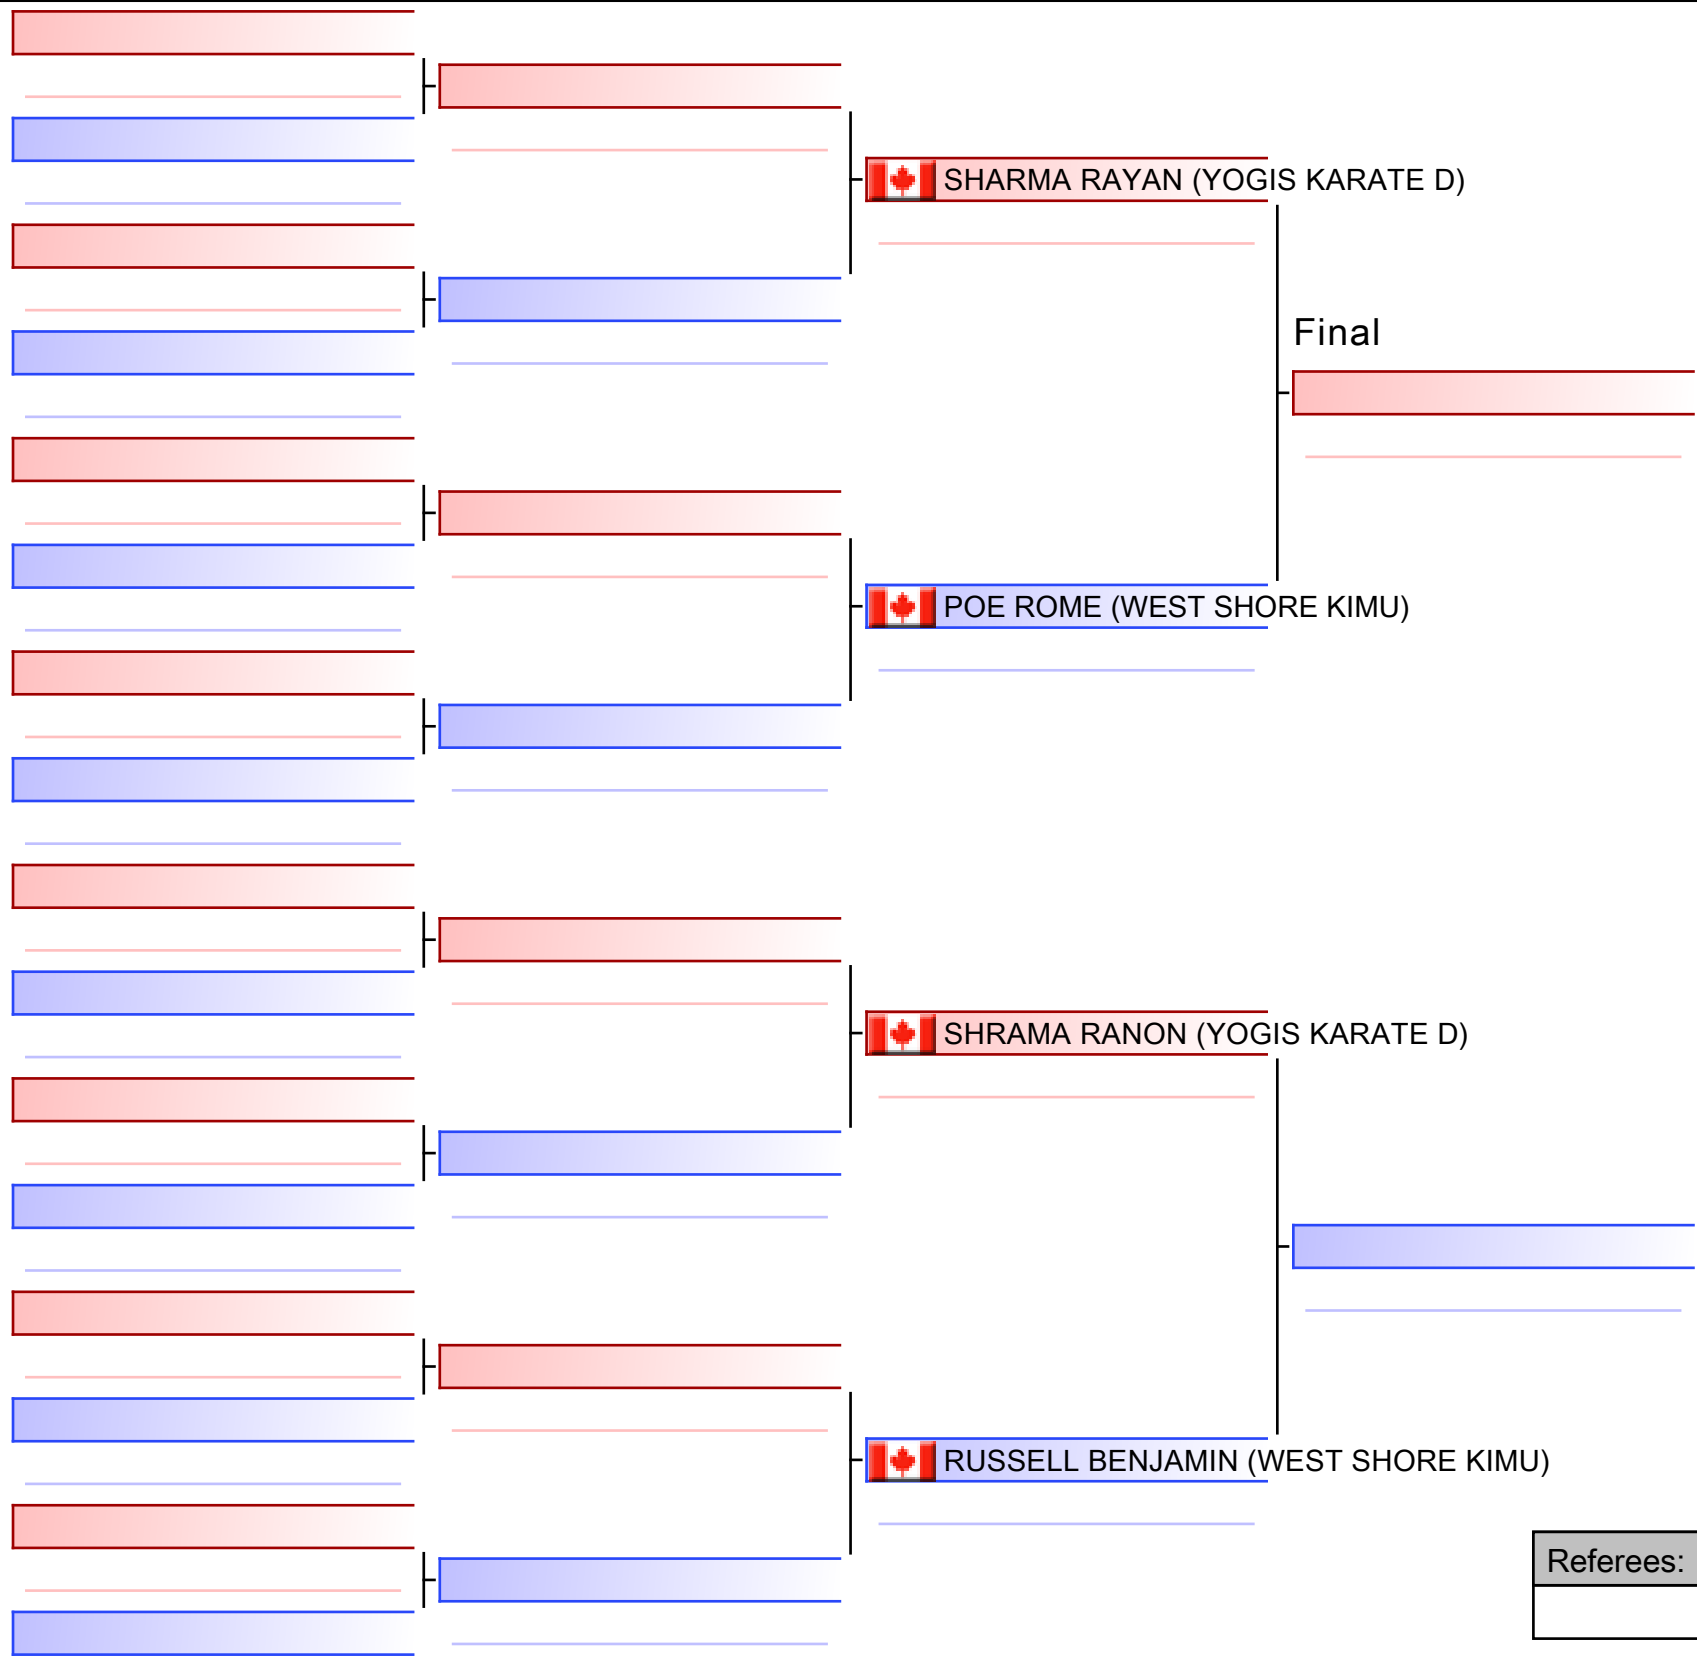 SHARMA RAYAN (YOGIS KARATE D)
Final
POE ROME (WEST SHORE KIMU)
SHRAMA RANON (YOGIS KARATE D)
RUSSELL BENJAMIN (WEST SHORE KIMU)
Referees: